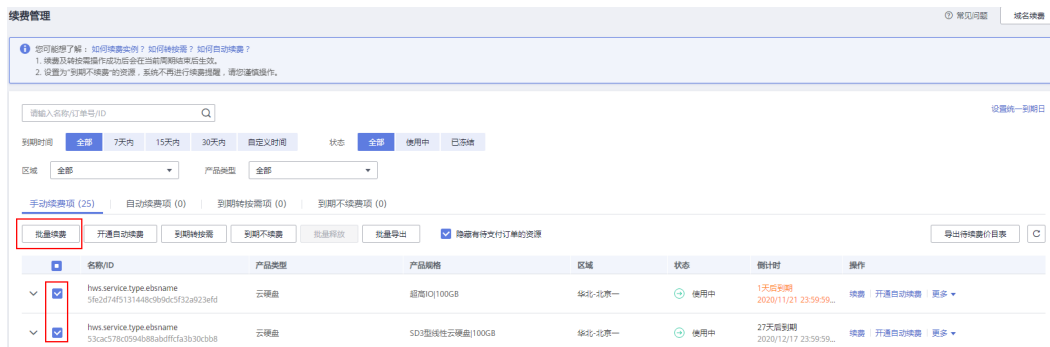 续费管理
常见问题
域名续费
您可能想了解：如何续费实例？ 如何转按需？ 如何自动续费？
1. 续费及转按需操作成功后会在当前周期结束后生效。
2. 设置为"到期不续费"的资源，系统不再进行续费提醒，请您谨慎操作。
请输入名称/订单号/ID
设置统一到期日
到期时间 全部 7天内 15天内 30天内 自定义时间 状态 全部 使用中 已冻结
区域 全部 产品类型 全部
手动续费项 (25) 自动续费项 (0) 到期转按需项 (0) 到期不续费项 (0)
批量续费 开通自动续费 到期转按需 到期不续费 批量释放 批量导出 隐藏有待支付订单的资源 导出待续费价目表
名称/ID 产品类型 产品规格 区域 状态 倒计时 操作
hws.service.type.ebsname 云硬盘 超高IO|100GB 华北-北京一 使用中 1天后到期 续费 开通自动续费 更多
5fe2d74f5131448c9b9dc5f32a923efd 2020/11/21 23:59:59...
hws.service.type.ebsname 云硬盘 SD3型线性云硬盘|100GB 华北-北京一 使用中 27天后到期 续费 开通自动续费 更多
53cac578c0594b88abdffcfa3b30cbb8 2020/12/17 23:59:59...